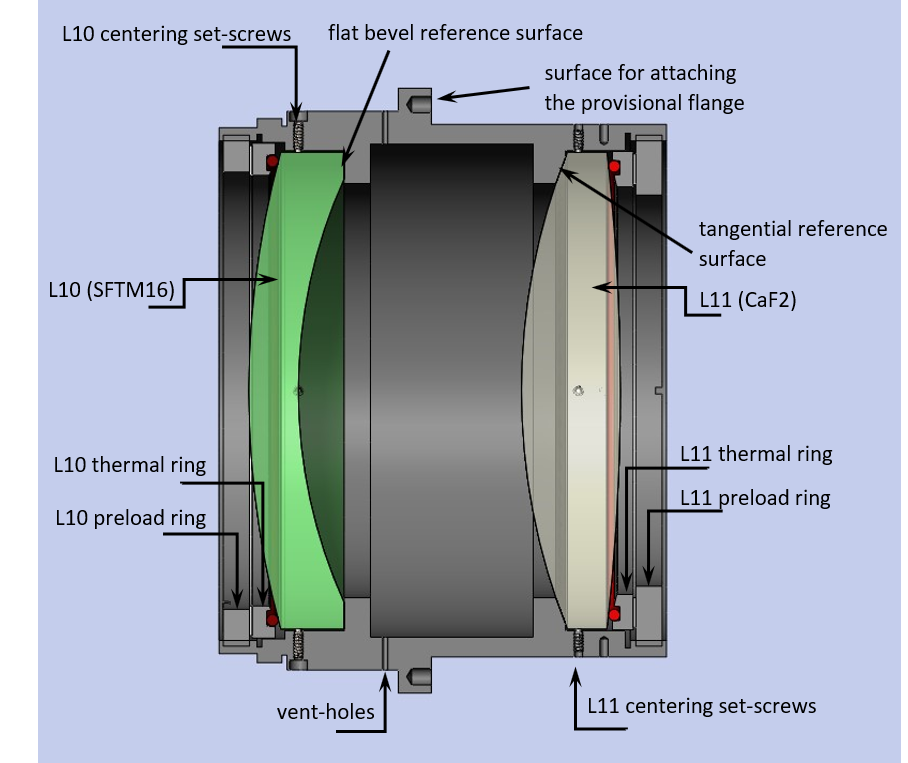 L10 centering set-screws
flat bevel reference surface
surface for attaching
the provisional flange
tangential reference
surface
L10 (SFTM16)
L11 (CaF2)
L10 thermal ring
L11 thermal ring
L10 preload ring
L11 preload ring
vent-holes
L11 centering set-screws